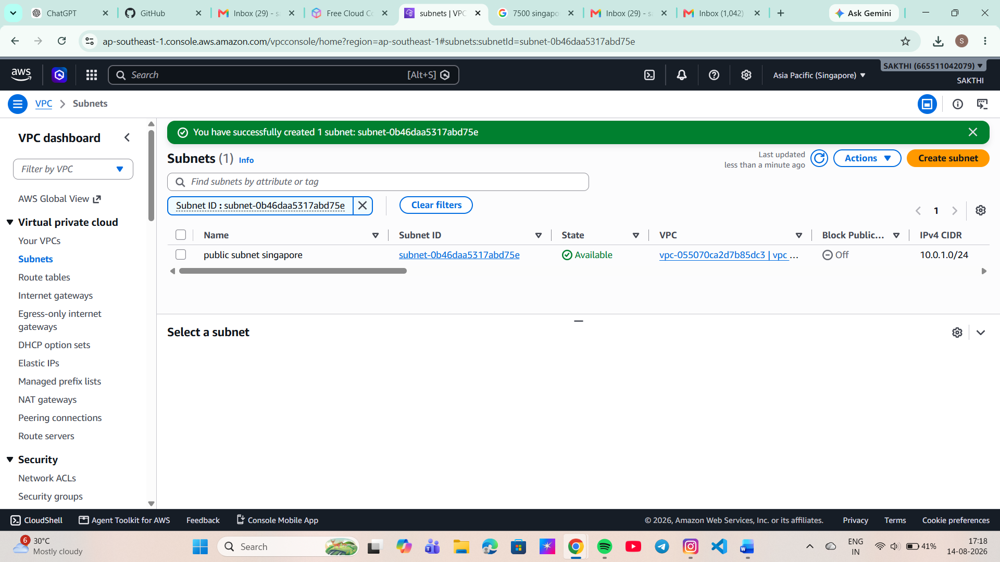 ChatGPT
GitHub
Inbox (29) - sa
Free Cloud Co
subnets | VPC
7500 singapo
Inbox (29) - sa
Inbox (1,042)
Ask Gemini
ap-southeast-1.console.aws.amazon.com/vpcconsole/home?region=ap-southeast-1#subnets:subnetId=subnet-0b46daa5317abd75e
S
aws
Search
[Alt+S]
Asia Pacific (Singapore)
SAKTHI (665511042079)
SAKTHI
VPC
Subnets
VPC dashboard
Filter by VPC
AWS Global View
Virtual private cloud
Your VPCs
Subnets
Route tables
Internet gateways
Egress-only internet
gateways
DHCP option sets
Elastic IPs
Managed prefix lists
NAT gateways
Peering connections
Route servers
Security
Network ACLs
Security groups
You have successfully created 1 subnet: subnet-0b46daa5317abd75e
Subnets (1) Info
Last updated
less than a minute ago
Actions
Create subnet
Find subnets by attribute or tag
Subnet ID : subnet-0b46daa5317abd75e
Clear filters
1
Name
Subnet ID
State
VPC
Block Public...
IPv4 CIDR
public subnet singapore
subnet-0b46daa5317abd75e
Available
vpc-055070ca2d7b85dc3 | vpc ...
Off
10.0.1.0/24
Select a subnet
CloudShell
Agent Toolkit for AWS
Feedback
Console Mobile App
© 2026, Amazon Web Services, Inc. or its affiliates.
Privacy
Terms
Cookie preferences
6
30°C
Mostly cloudy
Search
ENG
IN
41%
17:18
14-08-2026